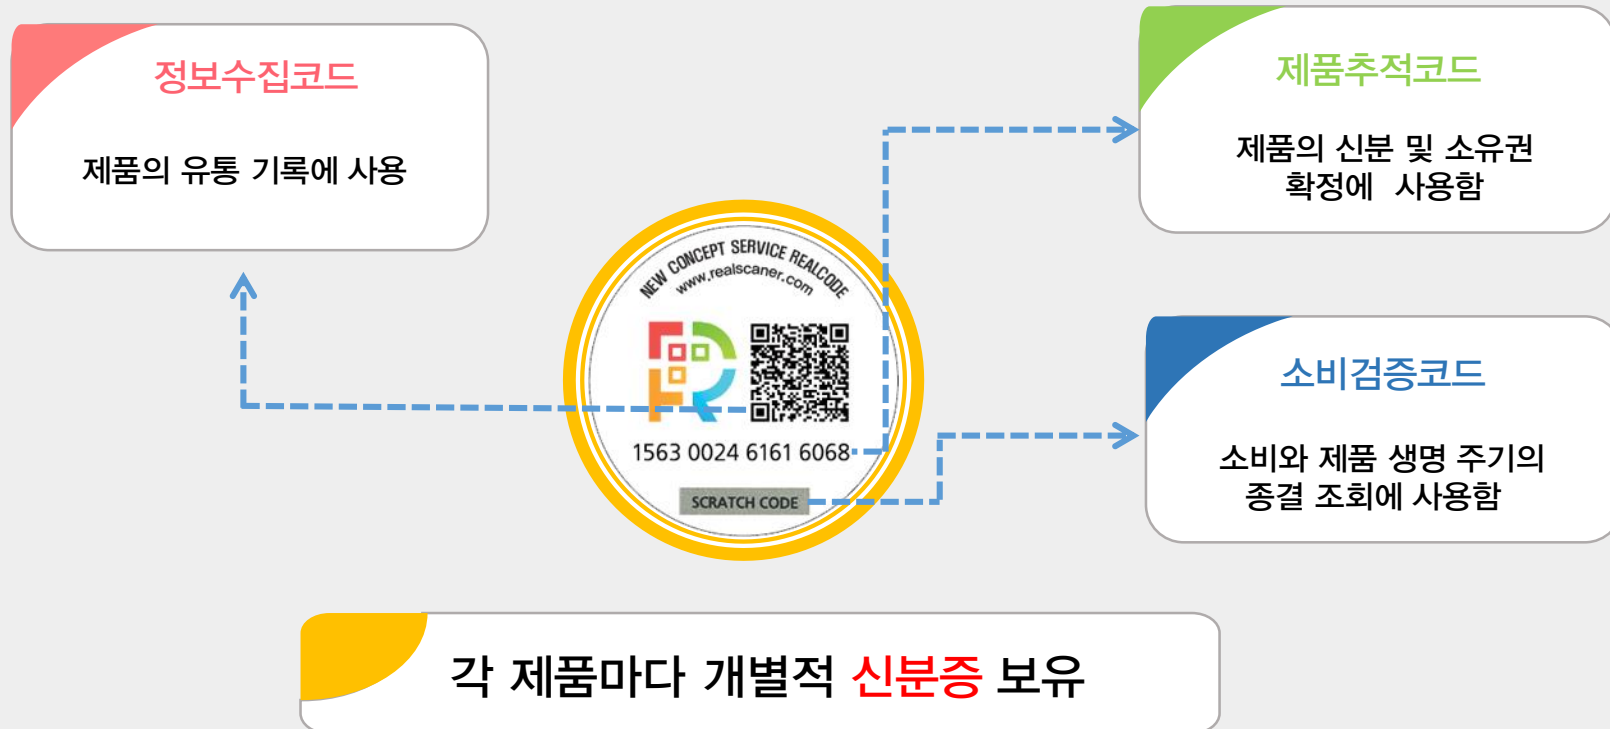 정보수집코드
제품의 유통 기록에 사용
제품추적코드
제품의 신분 및 소유권
확정에 사용함
NEW CONCEPT SERVICE REALCODE
www.realscaner.com
1563 0024 6161 6068
SCRATCH CODE
소비검증코드
소비와 제품 생명 주기의
종결 조회에 사용함
각 제품마다 개별적 신분증 보유